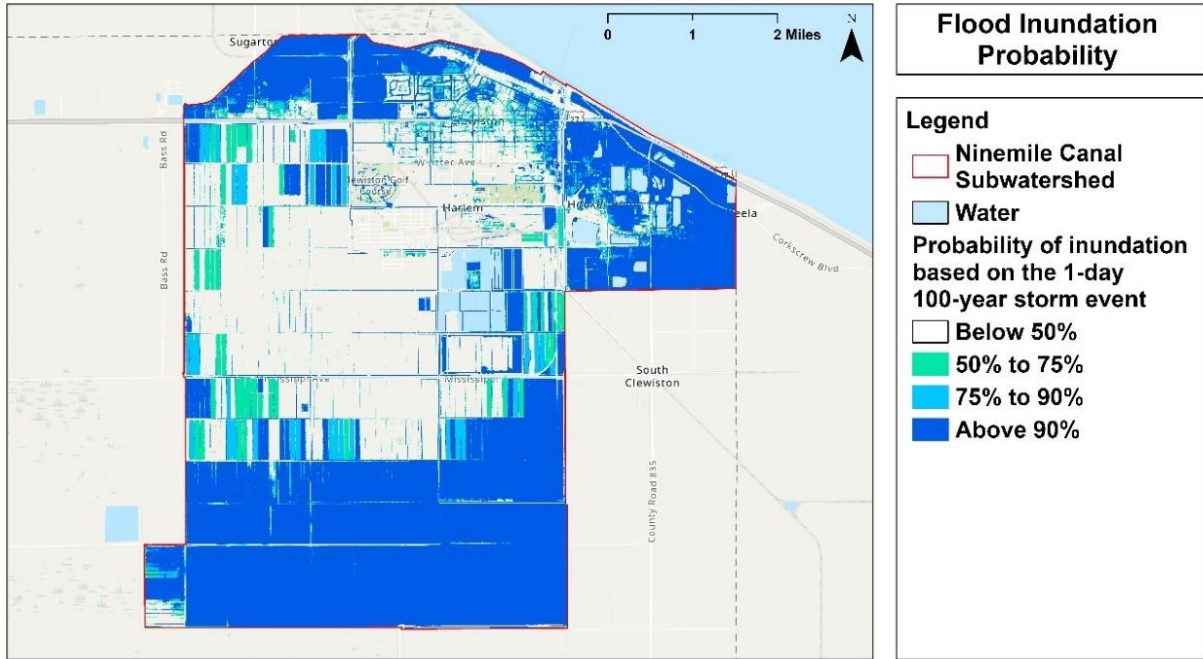 Flood Inundation
Probability
Legend
Ninemile Canal
Subwatershed
Water
Probability of inundation
based on the 1-day
100-year storm event
Below 50%
50% to 75%
75% to 90%
Above 90%
0 1 2 Miles
N
Bass Rd
27
Harlem
Course
Corkscrew Blvd
Bass Rd
South
Clewiston
County Road 835